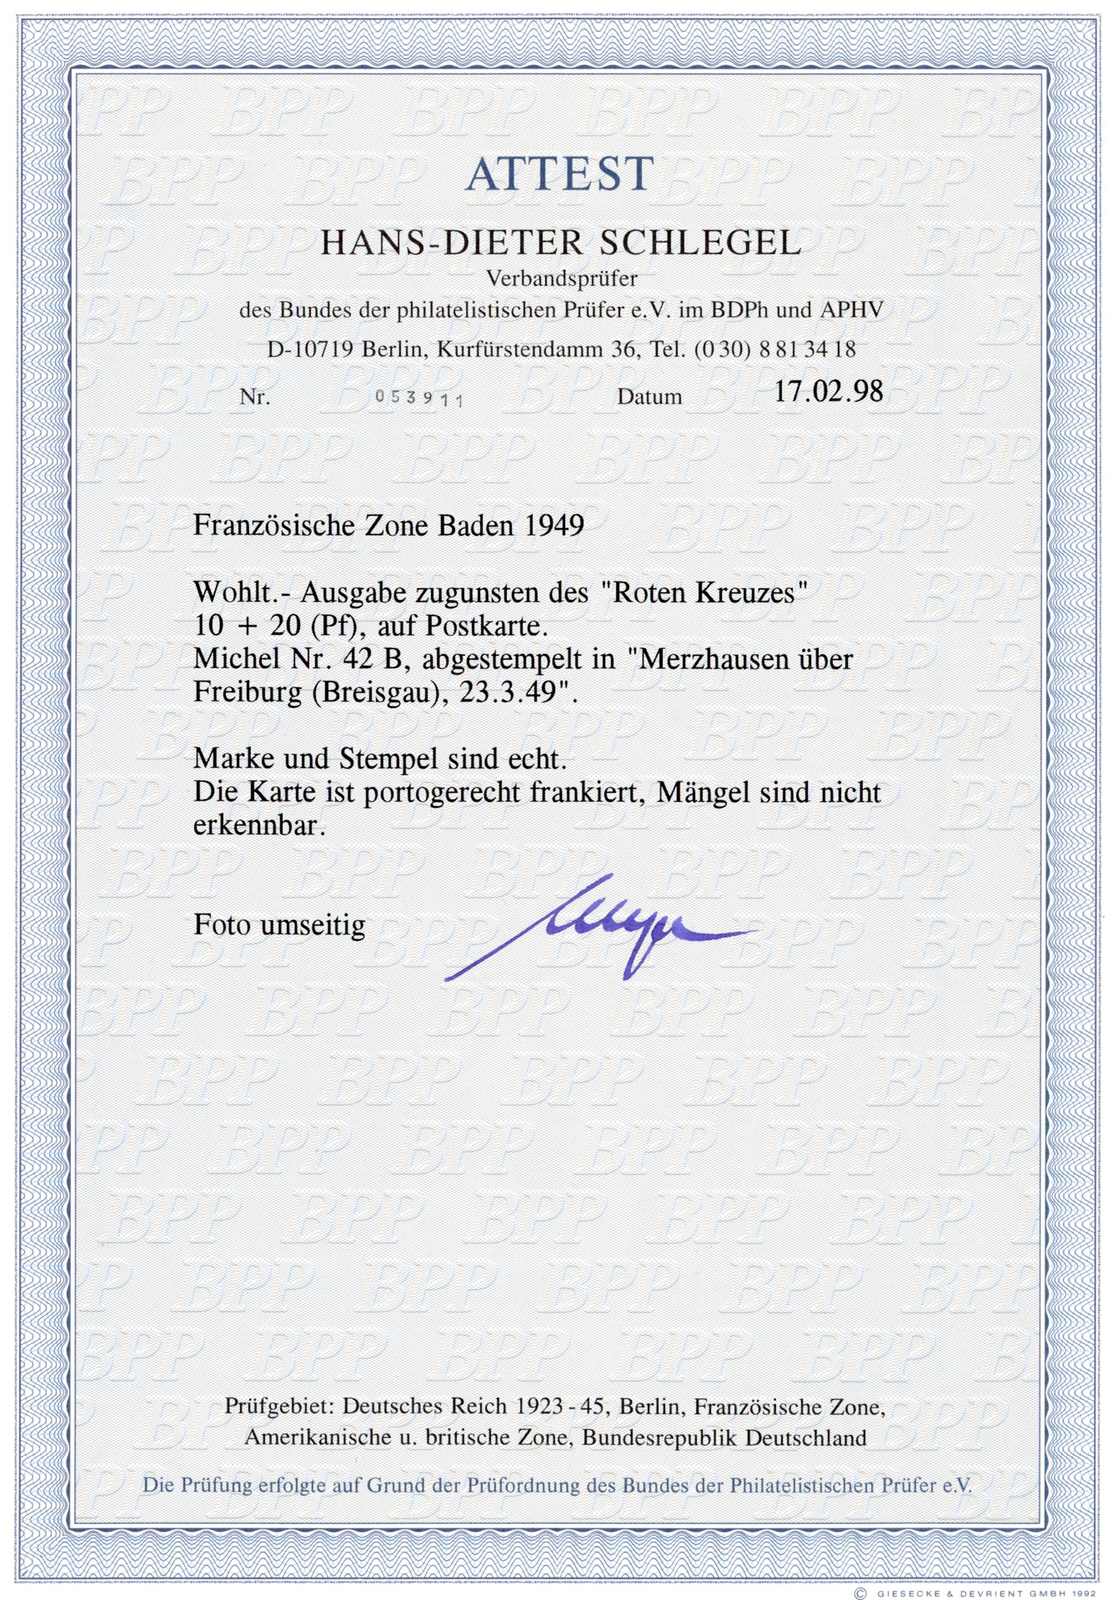 ATTEST
HANS-DIETER SCHLEGEL
Verbandsprüfer
des Bundes der philatelistischen Prüfer e.V. im BDPh und APHV
D-10719 Berlin, Kurfürstendamm 36, Tel. (0 30) 8 81 34 18
Nr. 053911 Datum 17.02.98
Französische Zone Baden 1949
Wohlt.- Ausgabe zugunsten des "Roten Kreuzes"
10 + 20 (Pf), auf Postkarte.
Michel Nr. 42 B, abgestempelt in "Merzhausen über
Freiburg (Breisgau), 23.3.49".
Marke und Stempel sind echt.
Die Karte ist portogerecht frankiert, Mängel sind nicht
erkennbar.
Foto umseitig
Prüfgebiet: Deutsches Reich 1923 - 45, Berlin, Französische Zone,
Amerikanische u. britische Zone, Bundesrepublik Deutschland
Die Prüfung erfolgte auf Grund der Prüfordnung des Bundes der Philatelistischen Prüfer e.V.
© GIESECKE & DEVRIENT GMBH 1992